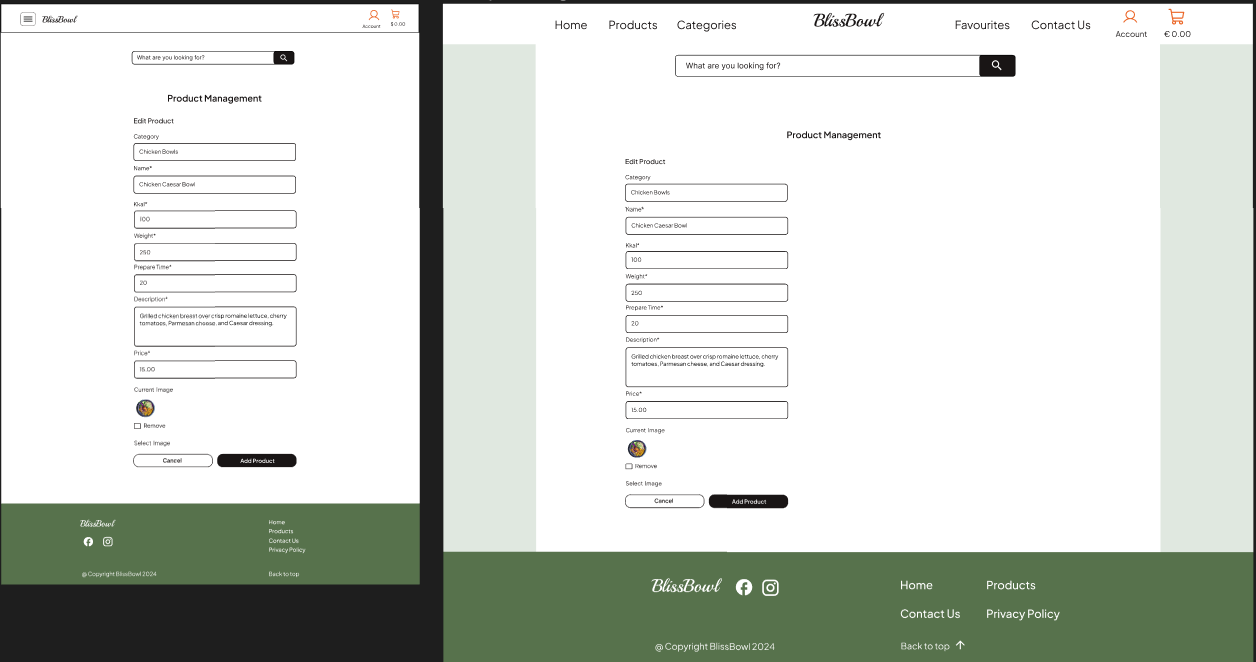 BlissBowl
Account
$ 0.00
What are you looking for?
Product Management
Edit Product
Category
Chicken Bowls
Name*
Chicken Caesar Bowl
Kkal*
100
Weight*
250
Prepare Time*
20
Description*
Grilled chicken breast over crisp romaine lettuce, cherry
tomatoes, Parmesan cheese, and Caesar dressing.
Price*
15.00
Current Image
Remove
Select Image
Cancel
Add Product
BlissBowl
Home
Products
Contact Us
Privacy Policy
@ Copyright BlissBowl 2024
Back to top
Home
Products
Categories
BlissBowl
Favourites
Contact Us
Account
€ 0.00
What are you looking for?
Product Management
Edit Product
Category
Chicken Bowls
Name*
Chicken Caesar Bowl
Kkal*
100
Weight*
250
Prepare Time*
20
Description*
Grilled chicken breast over crisp romaine lettuce, cherry
tomatoes, Parmesan cheese, and Caesar dressing.
Price*
15.00
Current Image
Remove
Select Image
Cancel
Add Product
BlissBowl
Home
Products
Contact Us
Privacy Policy
@ Copyright BlissBowl 2024
Back to top